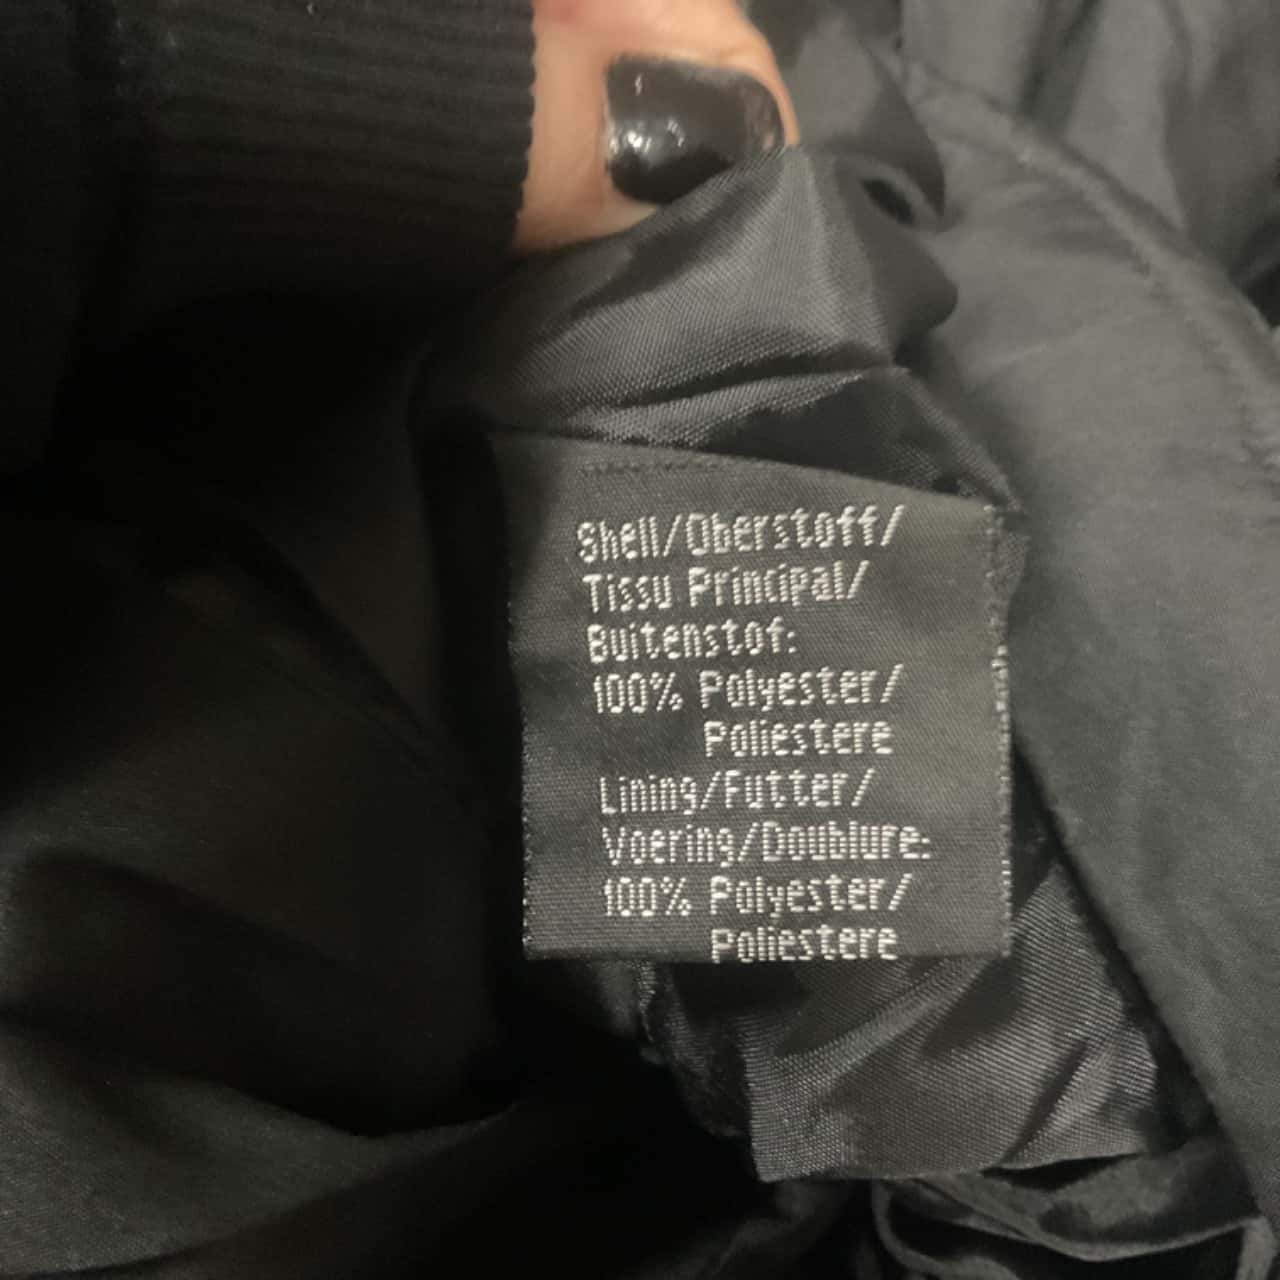 Shell/Oberstoff/
Tissu Principal/
Buitenstof:
100% Polyester/
Poliestere
Lining/Futter/
Voering/Doublure:
100% Polyester/
Poliestere